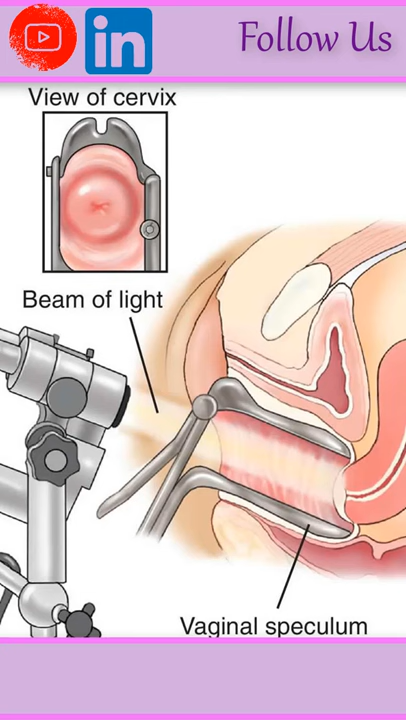 in
Follow Us
View of cervix
Beam of light
Vaginal speculum